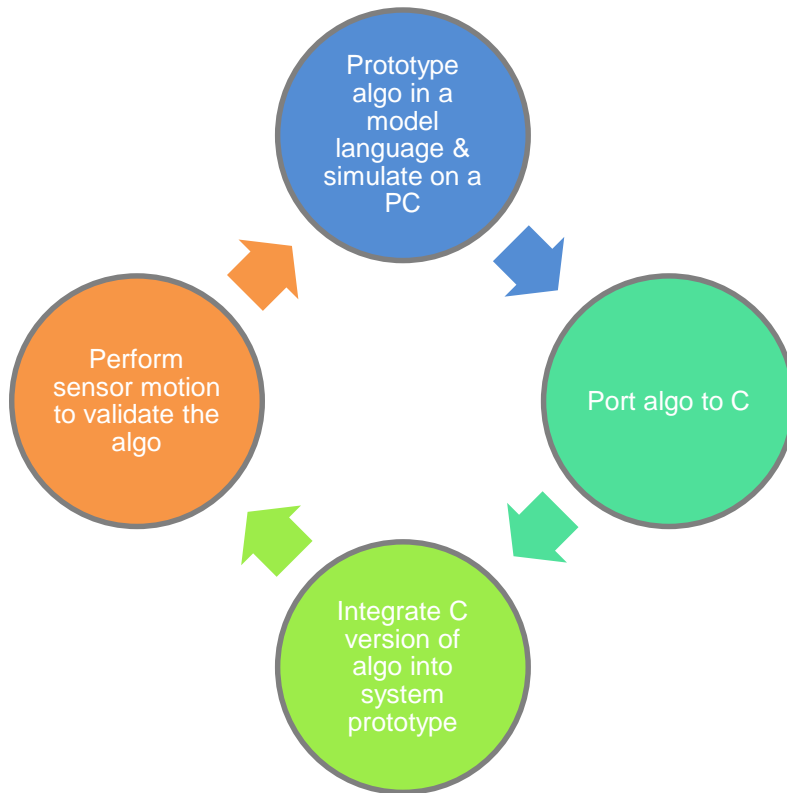 Prototype
algo in a
model
language &
simulate on a
PC
Port algo to C
Integrate C
version of
algo into
system
prototype
Perform
sensor motion
to validate the
algo